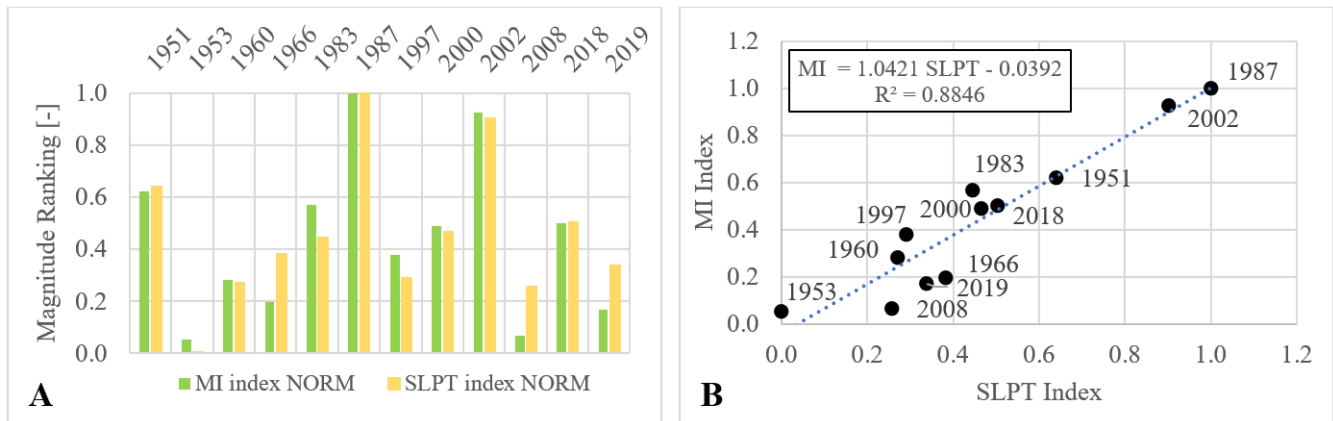 1951 1953 1960 1966 1983 1987 1997 2000 2002 2008 2018 2019
Magnitude Ranking [-]
1.0
0.8
0.6
0.4
0.2
0.0
MI index NORM SLPT index NORM
A
MI = 1.0421 SLPT - 0.0392
R² = 0.8846
MI Index
1.2
1.0
0.8
0.6
0.4
0.2
0.0
1987
2002
1983
1951
2000
2018
1997
1960
1966
2019
1953
2008
0.0 0.2 0.4 0.6 0.8 1.0 1.2
SLPT Index
B